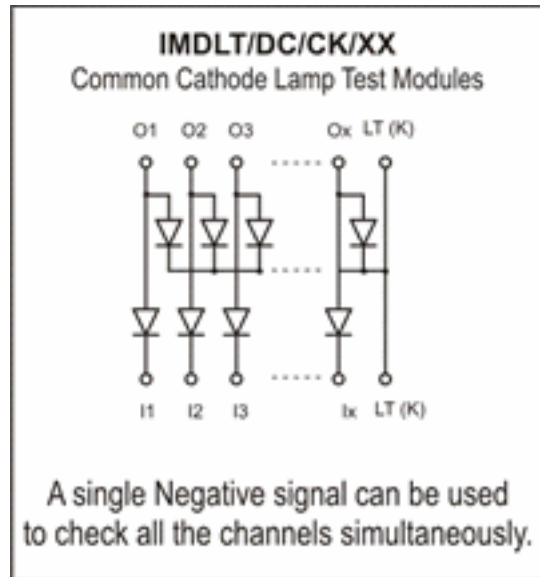 IMDLT/DC/CK/XX
Common Cathode Lamp Test Modules
O1 O2 O3 Ox LT (K)
I1 I2 I3 Ix LT (K)
A single Negative signal can be used
to check all the channels simultaneously.